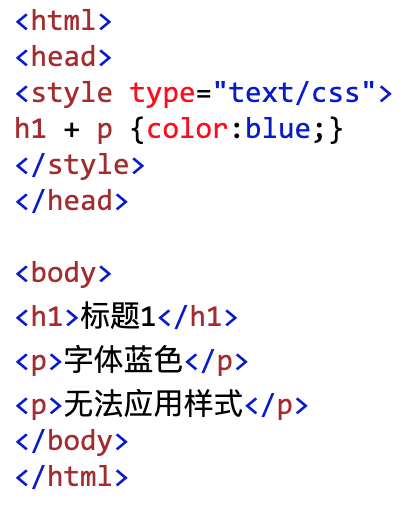 <html>
<head>
<style type="text/css">
h1 + p {color:blue;}
</style>
</head>
<body>
<h1>标题1</h1>
<p>字体蓝色</p>
<p>无法应用样式</p>
</body>
</html>